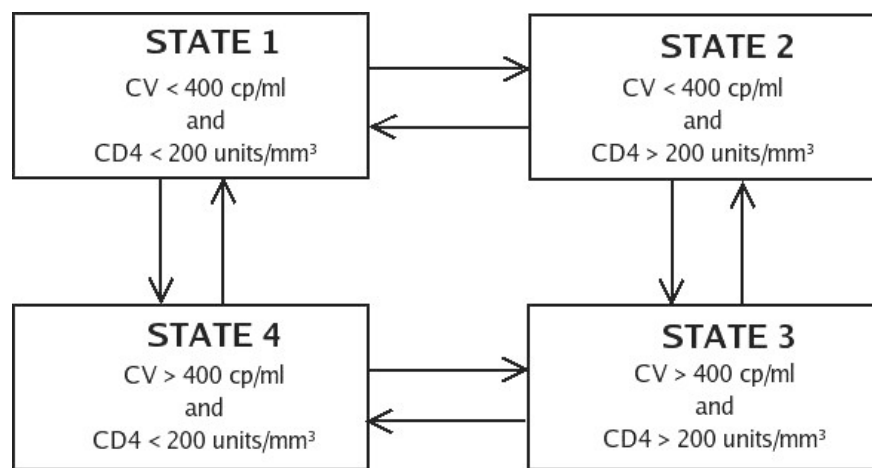 STATE 1
CV < 400 cp/ml
and
CD4 < 200 units/mm³
STATE 2
CV < 400 cp/ml
and
CD4 > 200 units/mm³
STATE 4
CV > 400 cp/ml
and
CD4 < 200 units/mm³
STATE 3
CV > 400 cp/ml
and
CD4 > 200 units/mm³